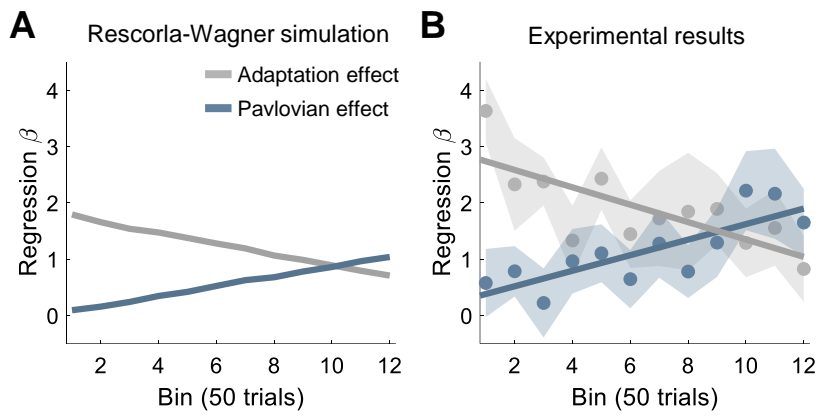 A
Rescorla-Wagner simulation
Adaptation effect
Pavlovian effect
Regression β
4
3
2
1
0
2 4 6 8 10 12
Bin (50 trials)
B
Experimental results
Regression β
4
3
2
1
0
2 4 6 8 10 12
Bin (50 trials)